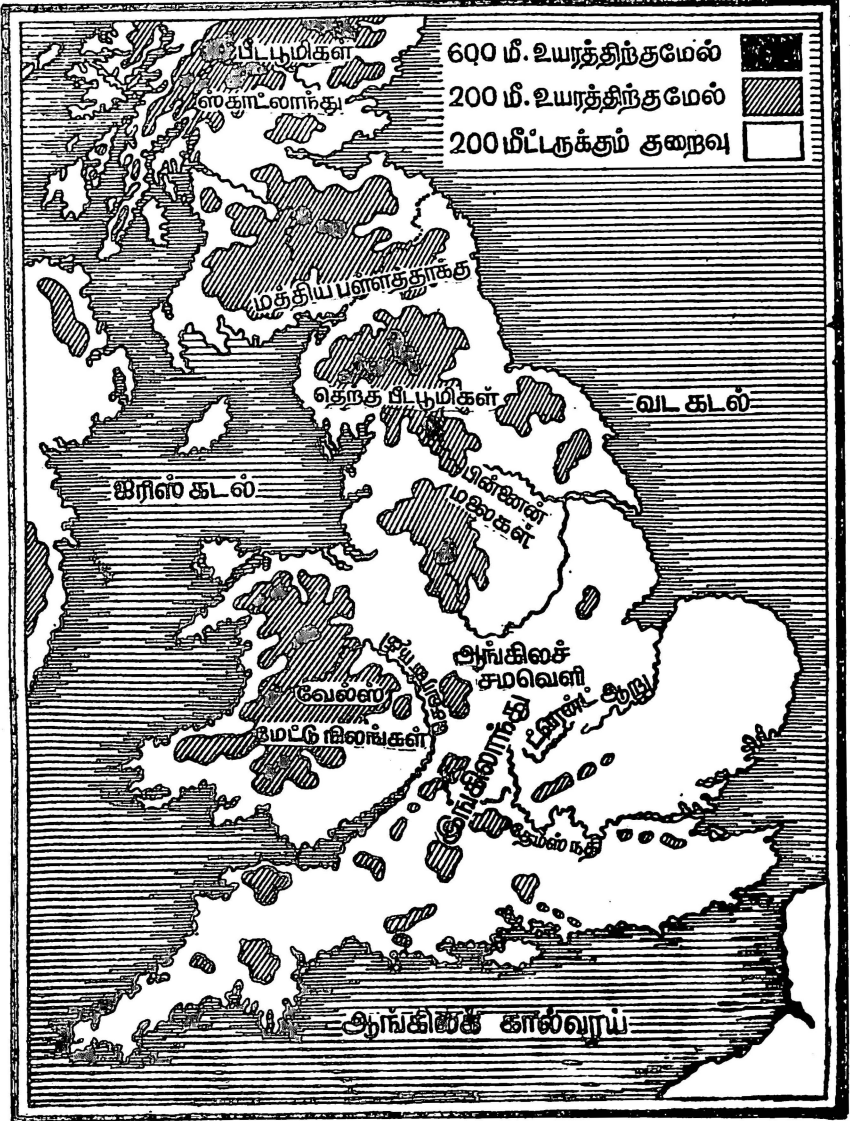 600 மீ. உயரத்திற்குமேல்
200 மீ. உயரத்திற்குமேல்
200 மீட்டருக்கும் குறைவு
பீடபூமிகள்
ஸ்காட்லாந்து
மத்திய பள்ளத்தாக்கு
தெற்கு பீடபூமிகள்
வட கடல்
ஐரிஸ் கடல்
பின்னைன்
மலைகள்
ஆங்கிலச்
சமவெளி
வேல்ஸ்
மேட்டு நிலங்கள்
இங்கிலாந்து
ட்ரென்ட் ஆறு
தேம்ஸ் நதி
ஆங்கிலக் கால்வாய்